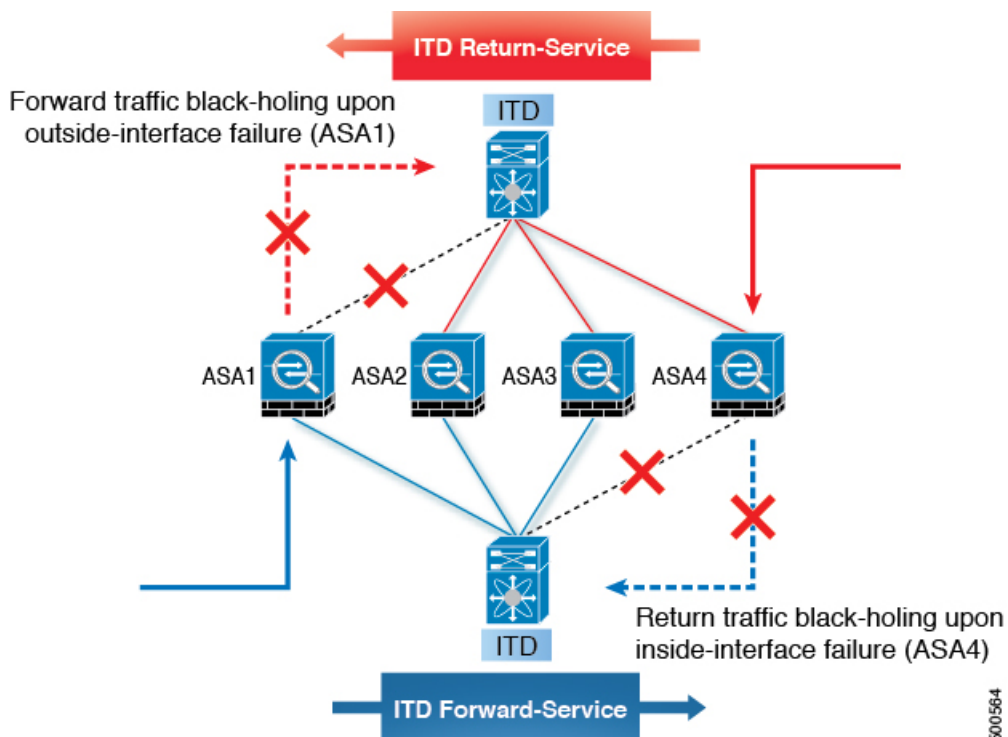 ITD Return-Service
Forward traffic black-holing upon
outside-interface failure (ASA1)
ITD
ASA1
ASA2
ASA3
ASA4
ITD
Return traffic black-holing upon
inside-interface failure (ASA4)
ITD Forward-Service
500564